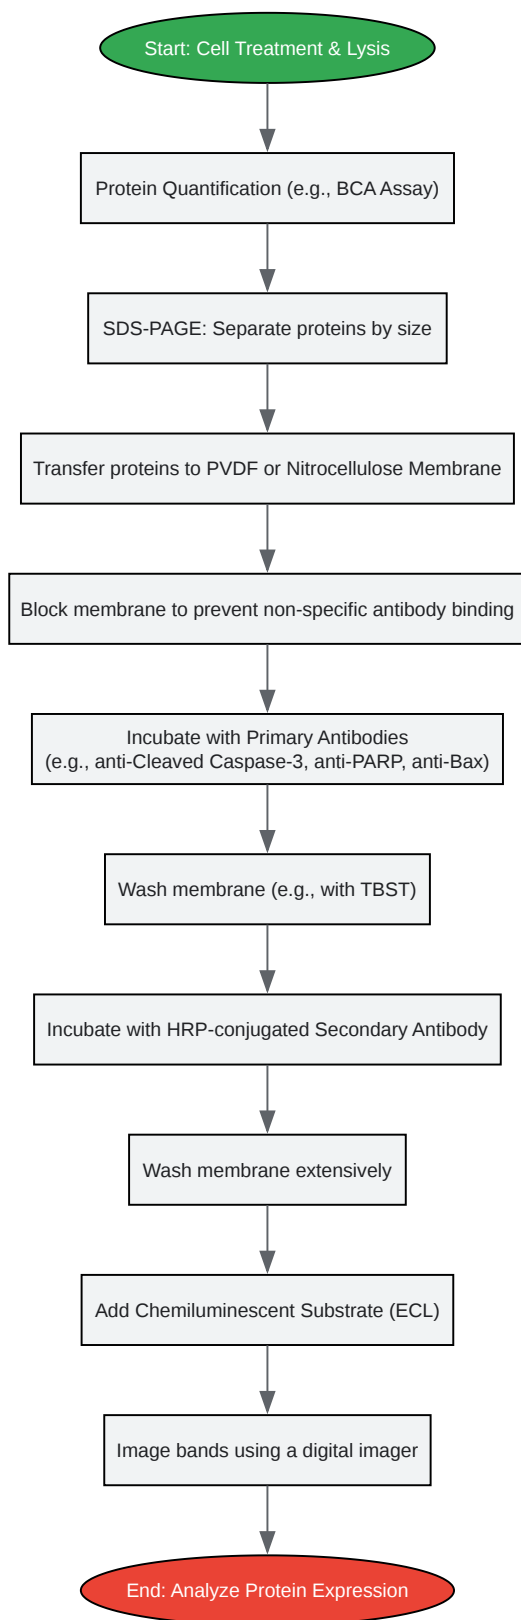 Start: Cell Treatment & Lysis
Protein Quantification (e.g., BCA Assay)
SDS-PAGE: Separate proteins by size
Transfer proteins to PVDF or Nitrocellulose Membrane
Block membrane to prevent non-specific antibody binding
Incubate with Primary Antibodies
(e.g., anti-Cleaved Caspase-3, anti-PARP, anti-Bax)
Wash membrane (e.g., with TBST)
Incubate with HRP-conjugated Secondary Antibody
Wash membrane extensively
Add Chemiluminescent Substrate (ECL)
Image bands using a digital imager
End: Analyze Protein Expression